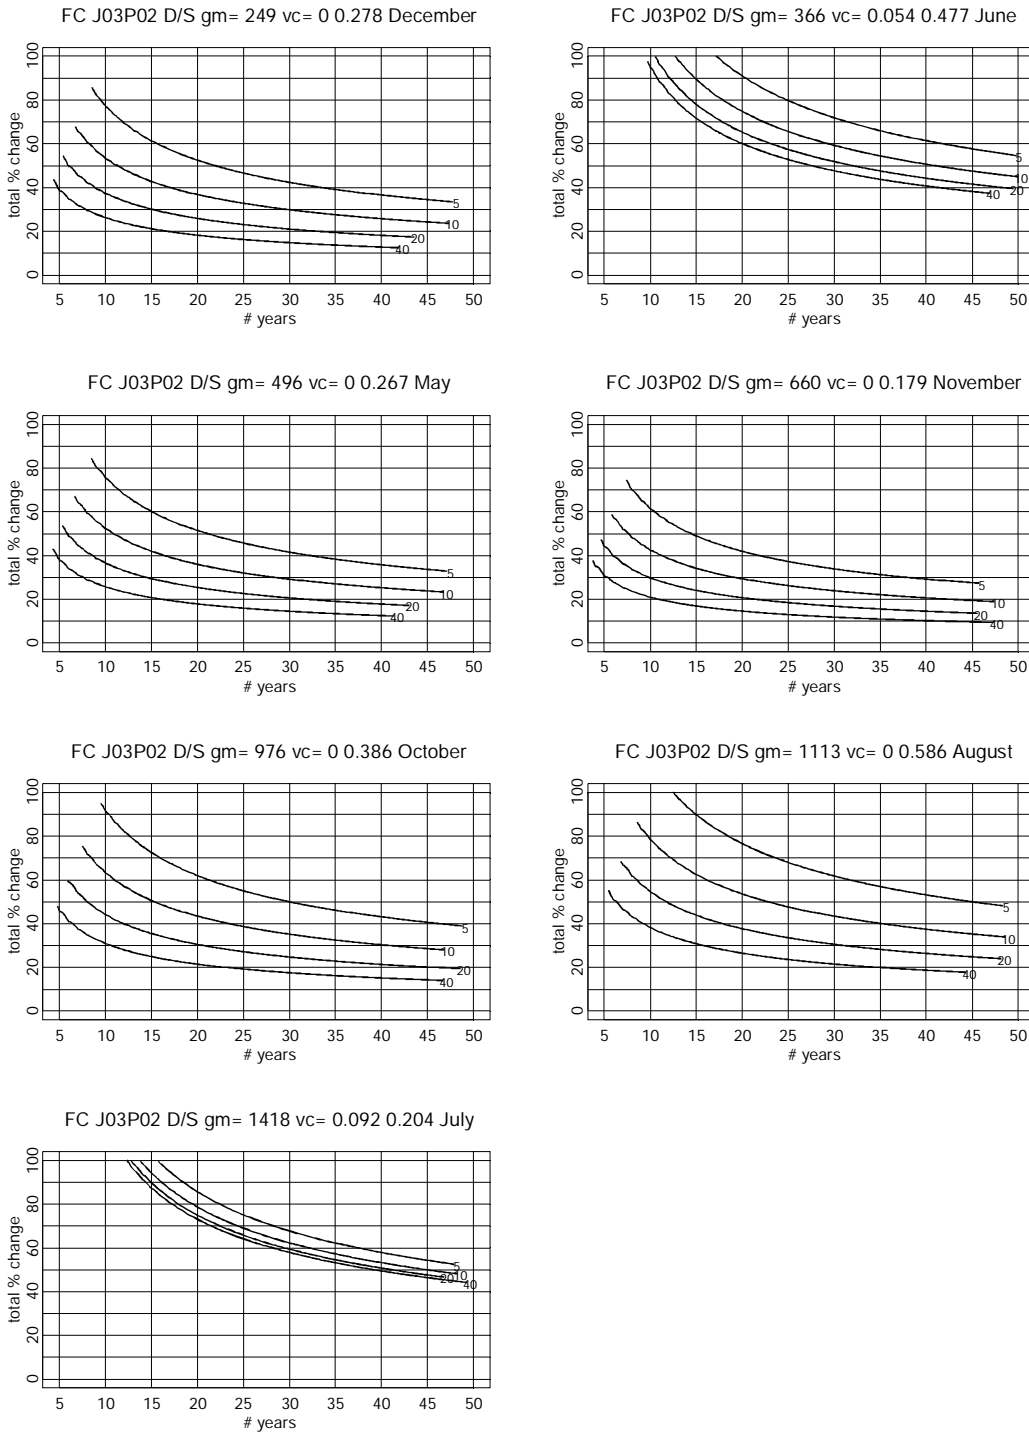 FC J03P02 D/S gm= 249 vc= 0 0.278 December
total % change
0 20 40 60 80 100
5
10
20
40
5 10 15 20 25 30 35 40 45 50
# years
FC J03P02 D/S gm= 366 vc= 0.054 0.477 June
total % change
0 20 40 60 80 100
5
10
20
40
5 10 15 20 25 30 35 40 45 50
# years
FC J03P02 D/S gm= 496 vc= 0 0.267 May
total % change
0 20 40 60 80 100
5
10
20
40
5 10 15 20 25 30 35 40 45 50
# years
FC J03P02 D/S gm= 660 vc= 0 0.179 November
total % change
0 20 40 60 80 100
5
10
20
40
5 10 15 20 25 30 35 40 45 50
# years
FC J03P02 D/S gm= 976 vc= 0 0.386 October
total % change
0 20 40 60 80 100
5
10
20
40
5 10 15 20 25 30 35 40 45 50
# years
FC J03P02 D/S gm= 1113 vc= 0 0.586 August
total % change
0 20 40 60 80 100
5
10
20
40
5 10 15 20 25 30 35 40 45 50
# years
FC J03P02 D/S gm= 1418 vc= 0.092 0.204 July
total % change
0 20 40 60 80 100
5
10
20
40
5 10 15 20 25 30 35 40 45 50
# years